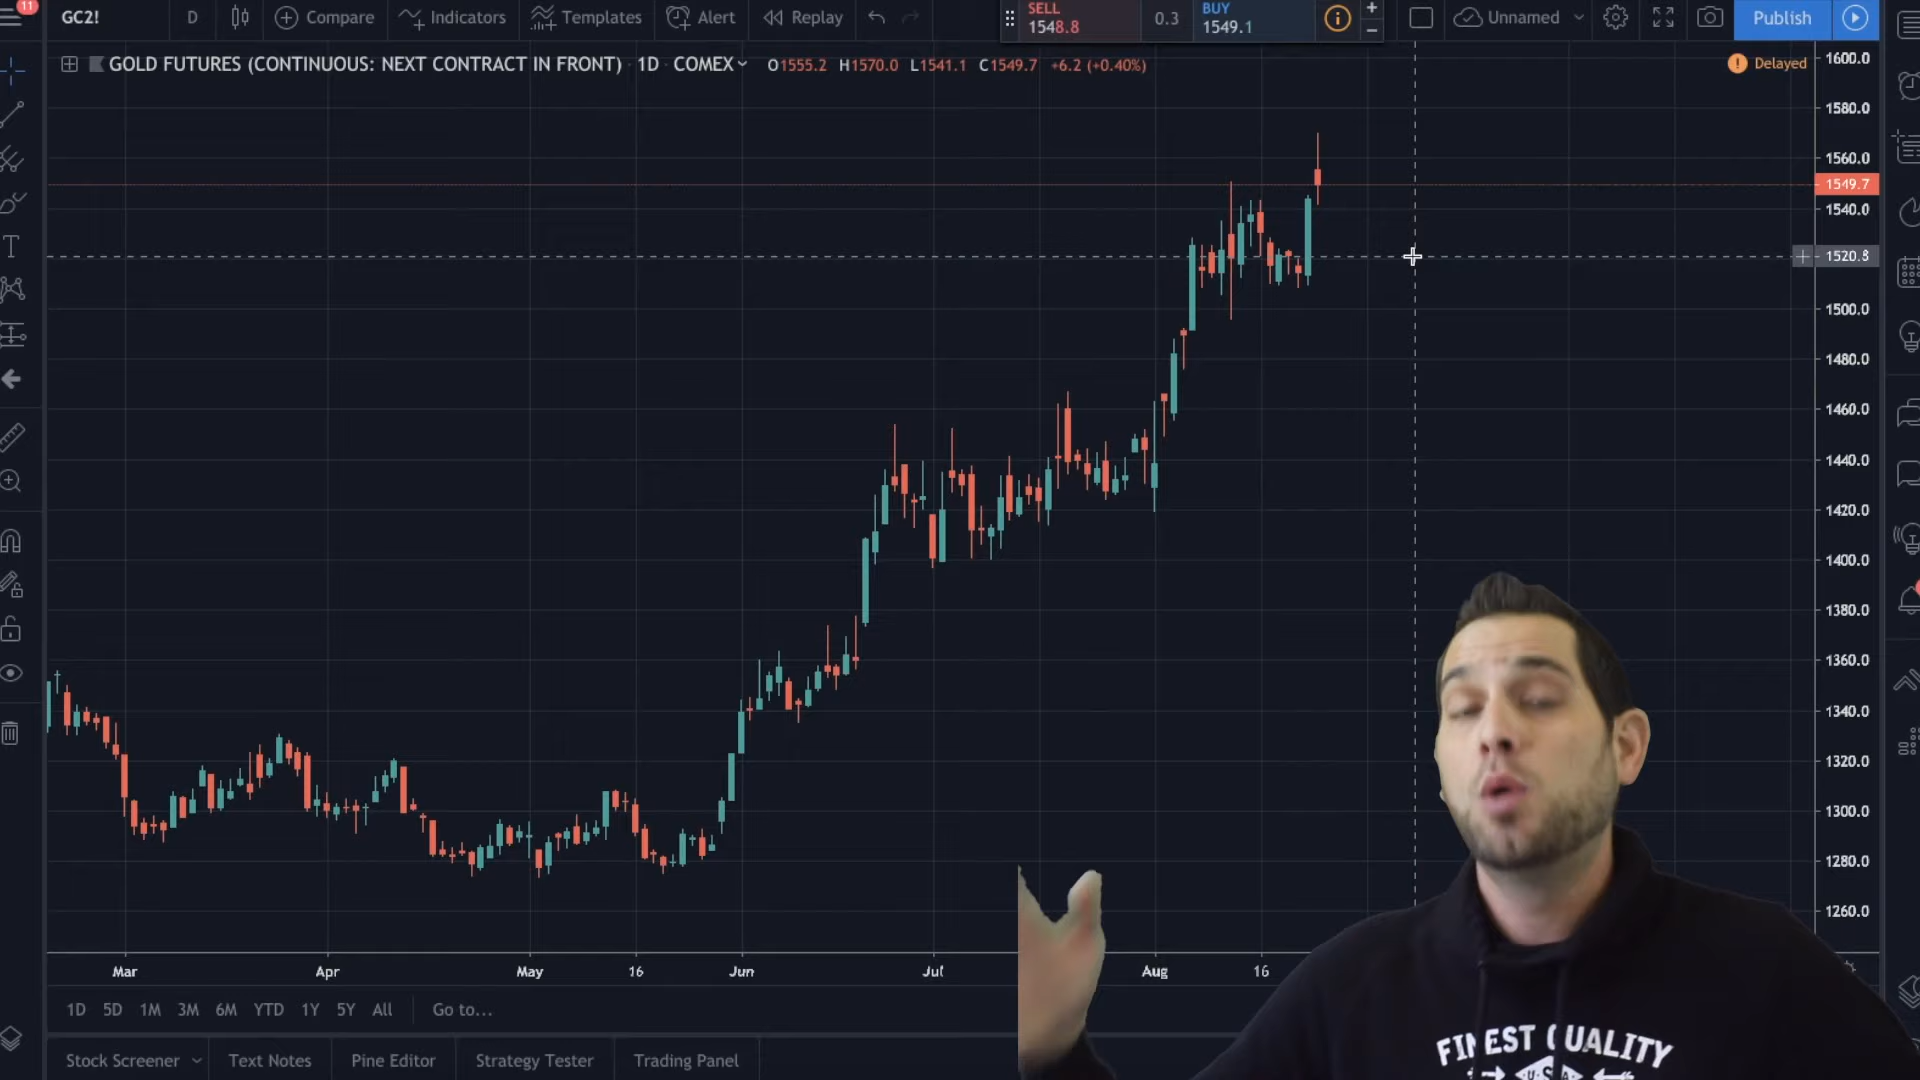 11
GC2!
D
Compare
Indicators
Templates
Alert
Replay
SELL
1548.8
0.3
BUY
1549.1
Unnamed
Publish
GOLD FUTURES (CONTINUOUS: NEXT CONTRACT IN FRONT) 1D COMEX O1555.2 H1570.0 L1541.1 C1549.7 +6.2 (+0.40%)
Delayed
1600.0
1580.0
1560.0
1549.7
1540.0
1520.8
1500.0
1480.0
1460.0
1440.0
1420.0
1400.0
1380.0
1360.0
1340.0
1320.0
1300.0
1280.0
1260.0
Mar Apr May 16 Jun Jul Aug 16
1D 5D 1M 3M 6M YTD 1Y 5Y All Go to...
Stock Screener Text Notes Pine Editor Strategy Tester Trading Panel
FINEST QUALITY
USA